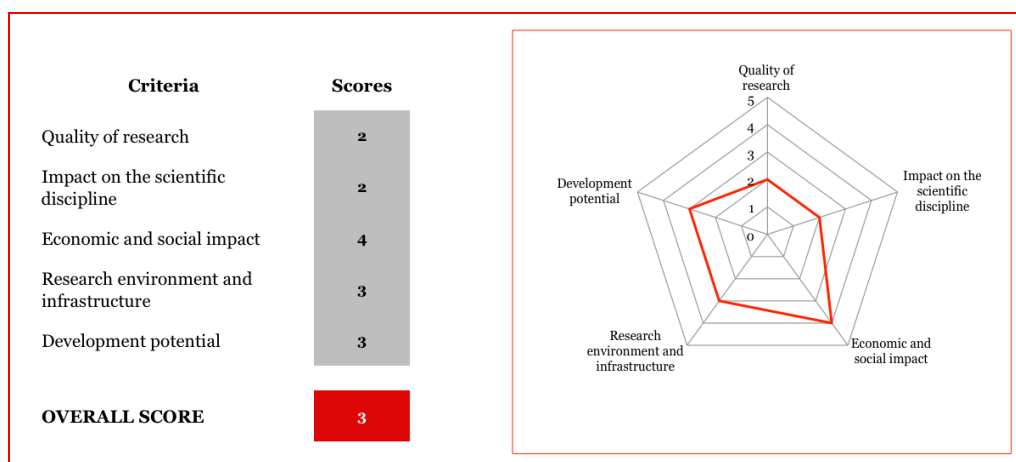 Criteria Scores
Quality of research 2
Impact on the scientific
discipline 2
Economic and social impact 4
Research environment and
infrastructure 3
Development potential 3
OVERALL SCORE 3
Quality of
research
5
4
3
2
1
0
Impact on the
scientific
discipline
Economic and
social impact
Research
environment and
infrastructure
Development
potential